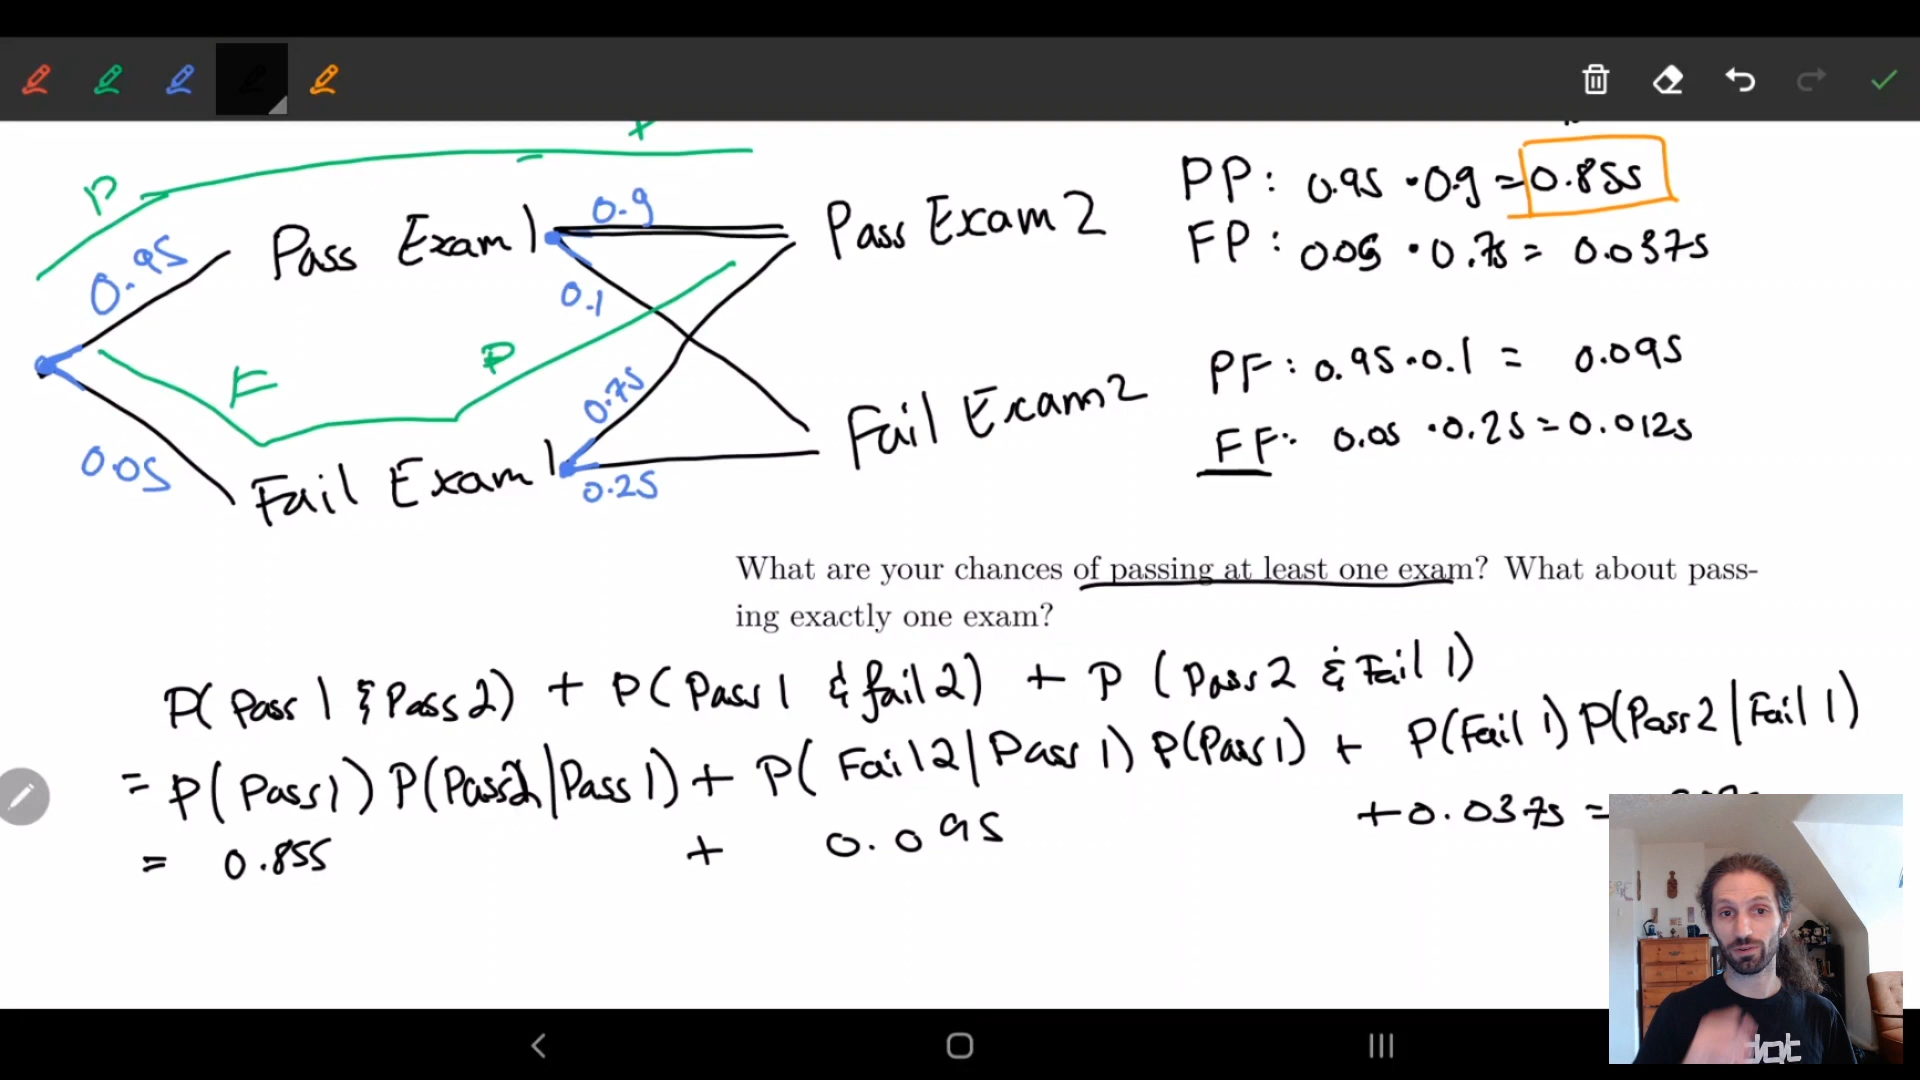 P
0.95
Pass Exam 1
0.9
Pass Exam 2
0.1
F
P
0.75
0.05
Fail Exam 1
0.25
Fail Exam 2
PP: 0.95 · 0.9 = 0.855
FP: 0.05 · 0.75 = 0.0375
PF: 0.95 · 0.1 = 0.095
FF: 0.05 · 0.25 = 0.0125
What are your chances of passing at least one exam? What about pass-
ing exactly one exam?
P(Pass 1 & Pass 2) + P(Pass 1 & fail 2) + P(Pass 2 & Fail 1)
= P(Pass 1) P(Pass 2 | Pass 1) + P(Fail 2 | Pass 1) P(Pass 1) + P(Fail 1) P(Pass 2 | Fail 1)
= 0.855 + 0.095 + 0.0375 =
dot